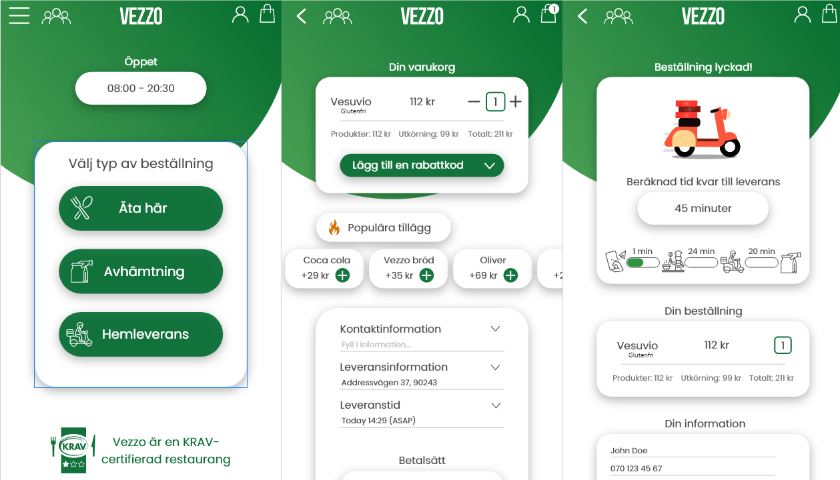 VEZZO
Öppet
08:00 - 20:30
Välj typ av beställning
Äta här
Avhämtning
Hemleverans
KRAV
Vezzo är en KRAV-
certifierad restaurang
VEZZO
1
Din varukorg
Vesuvio 112 kr — 1 +
Glutenfri
Produkter: 112 kr Utkörning: 99 kr Totalt: 211 kr
Lägg till en rabattkod
Populära tillägg
Coca cola
+29 kr
Vezzo bröd
+35 kr
Oliver
+69 kr
+2
Kontaktinformation
Fyll i information...
Leveransinformation
Addressvägen 37, 90243
Leveranstid
Today 14:29 (ASAP)
Betalsätt
VEZZO
Beställning lyckad!
Beräknad tid kvar till leverans
45 minuter
1 min 24 min 20 min
Din beställning
Vesuvio 112 kr 1
Glutenfri
Produkter: 112 kr Utkörning: 99 kr Totalt: 211 kr
Din information
John Doe
070 123 45 67